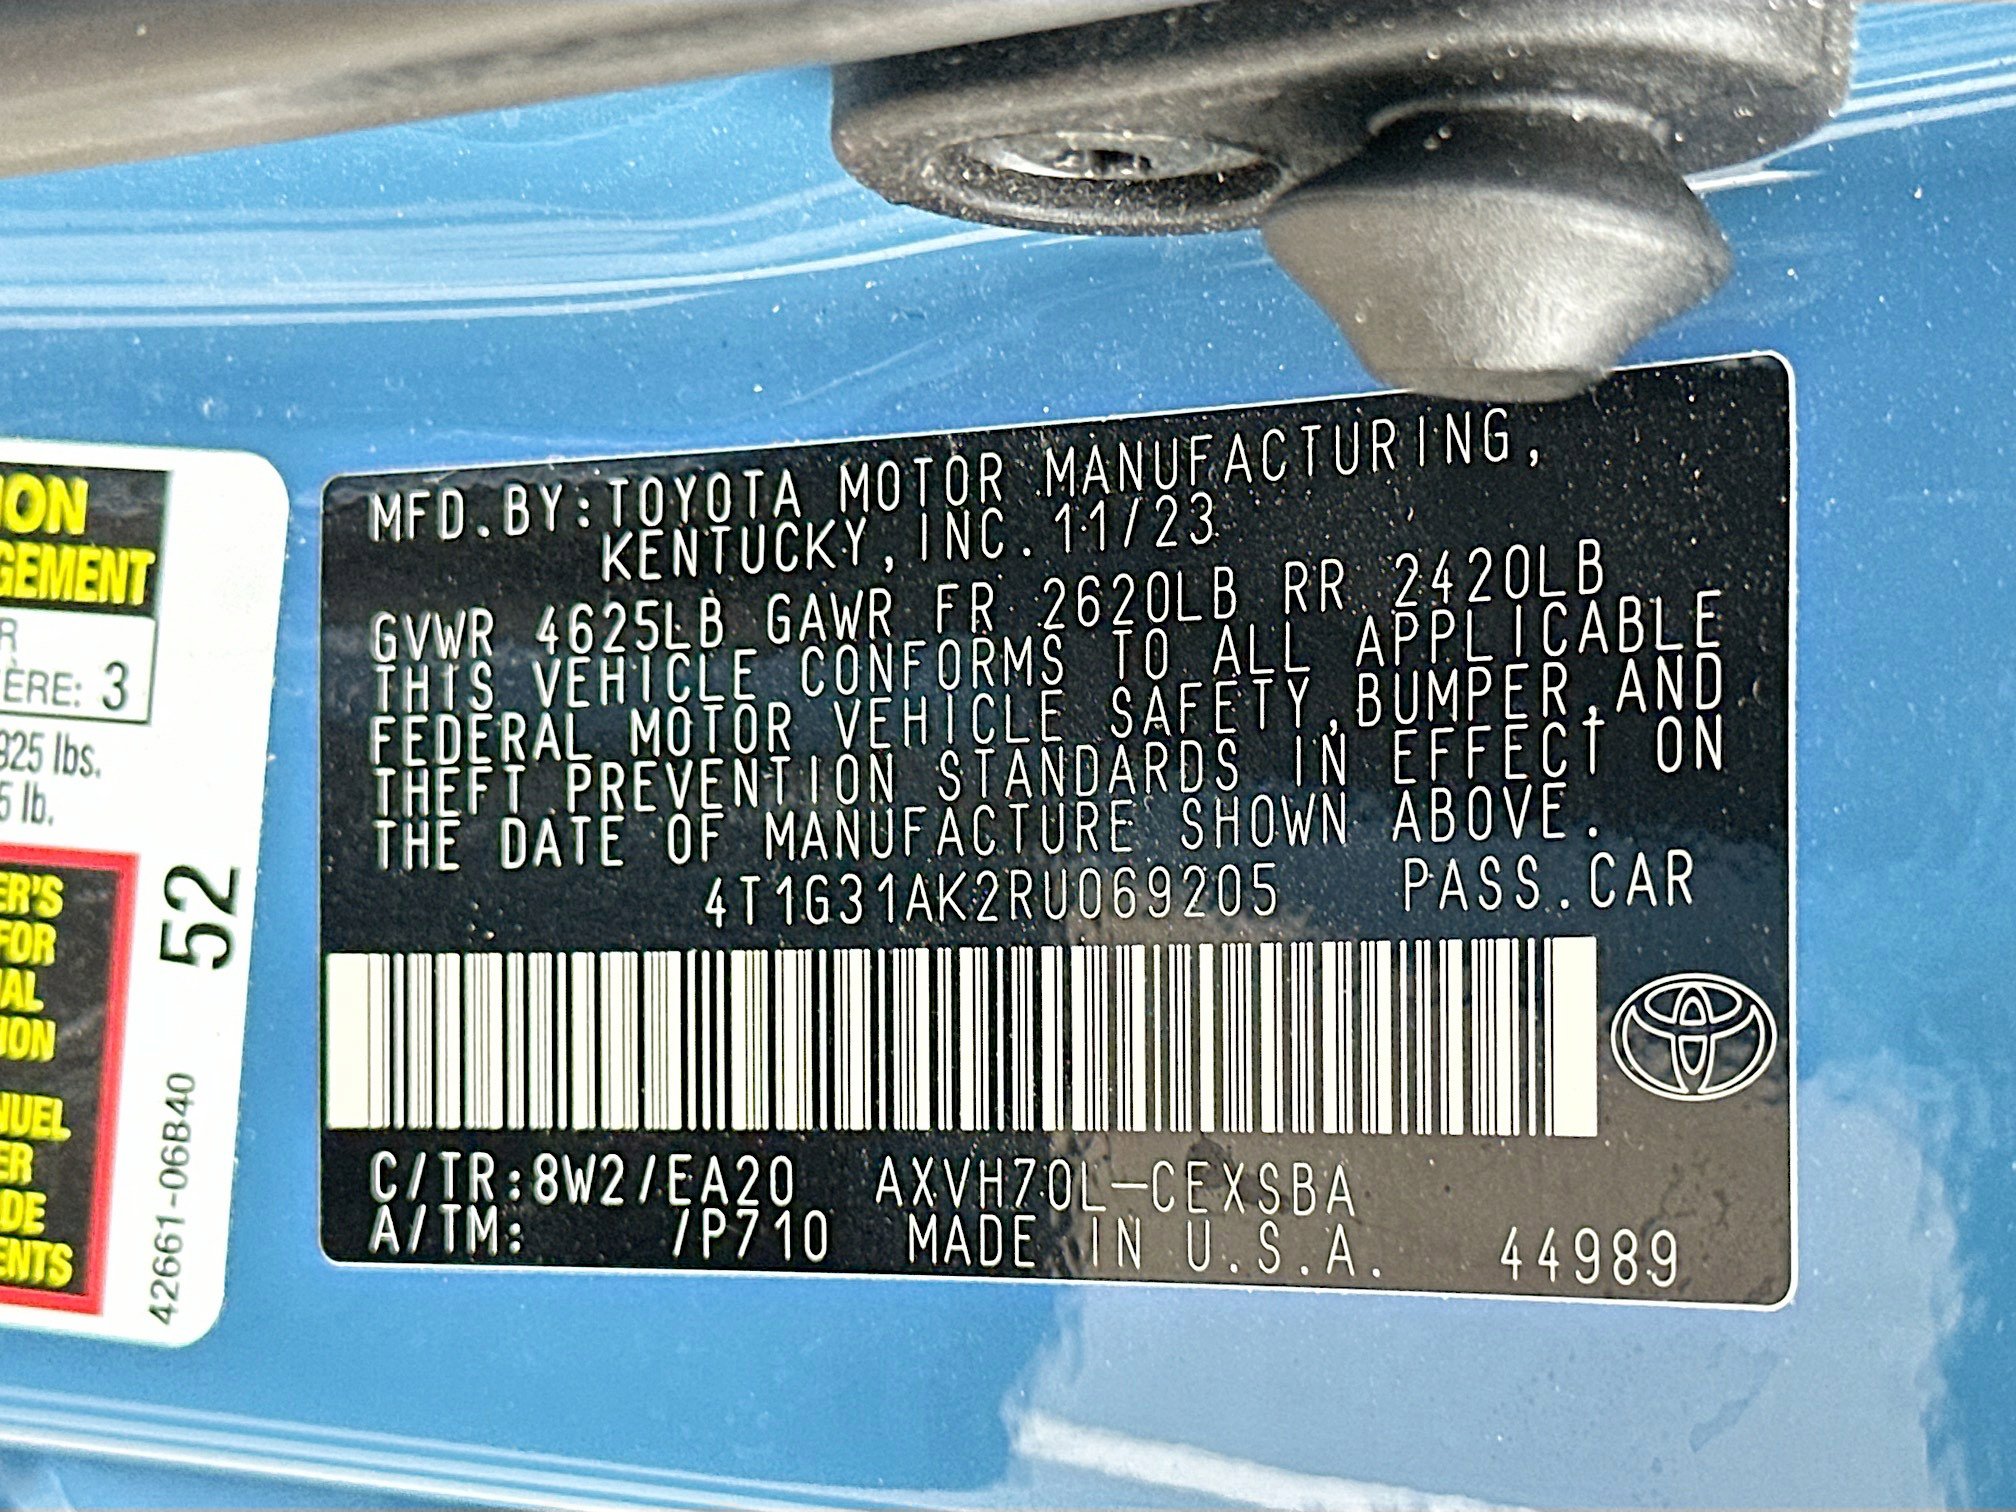 ION
GEMENT
R
ÈRE: 3
925 lbs.
5 lb.
ER'S
FOR
AL
ION
NUEL
ER
DE
ENTS
52
42661-06B40
MFD.BY:TOYOTA MOTOR MANUFACTURING,
KENTUCKY, INC. 11/23
GVWR 4625LB GAWR FR 2620LB RR 2420LB
THIS VEHICLE CONFORMS TO ALL APPLICABLE
FEDERAL MOTOR VEHICLE SAFETY,BUMPER,AND
THEFT PREVENTION STANDARDS IN EFFECT ON
THE DATE OF MANUFACTURE SHOWN ABOVE.
4T1G31AK2RU069205 PASS.CAR
C/TR:8W2/EA20 AXVH70L-CEXSBA
A/TM: /P710 MADE IN U.S.A. 44989